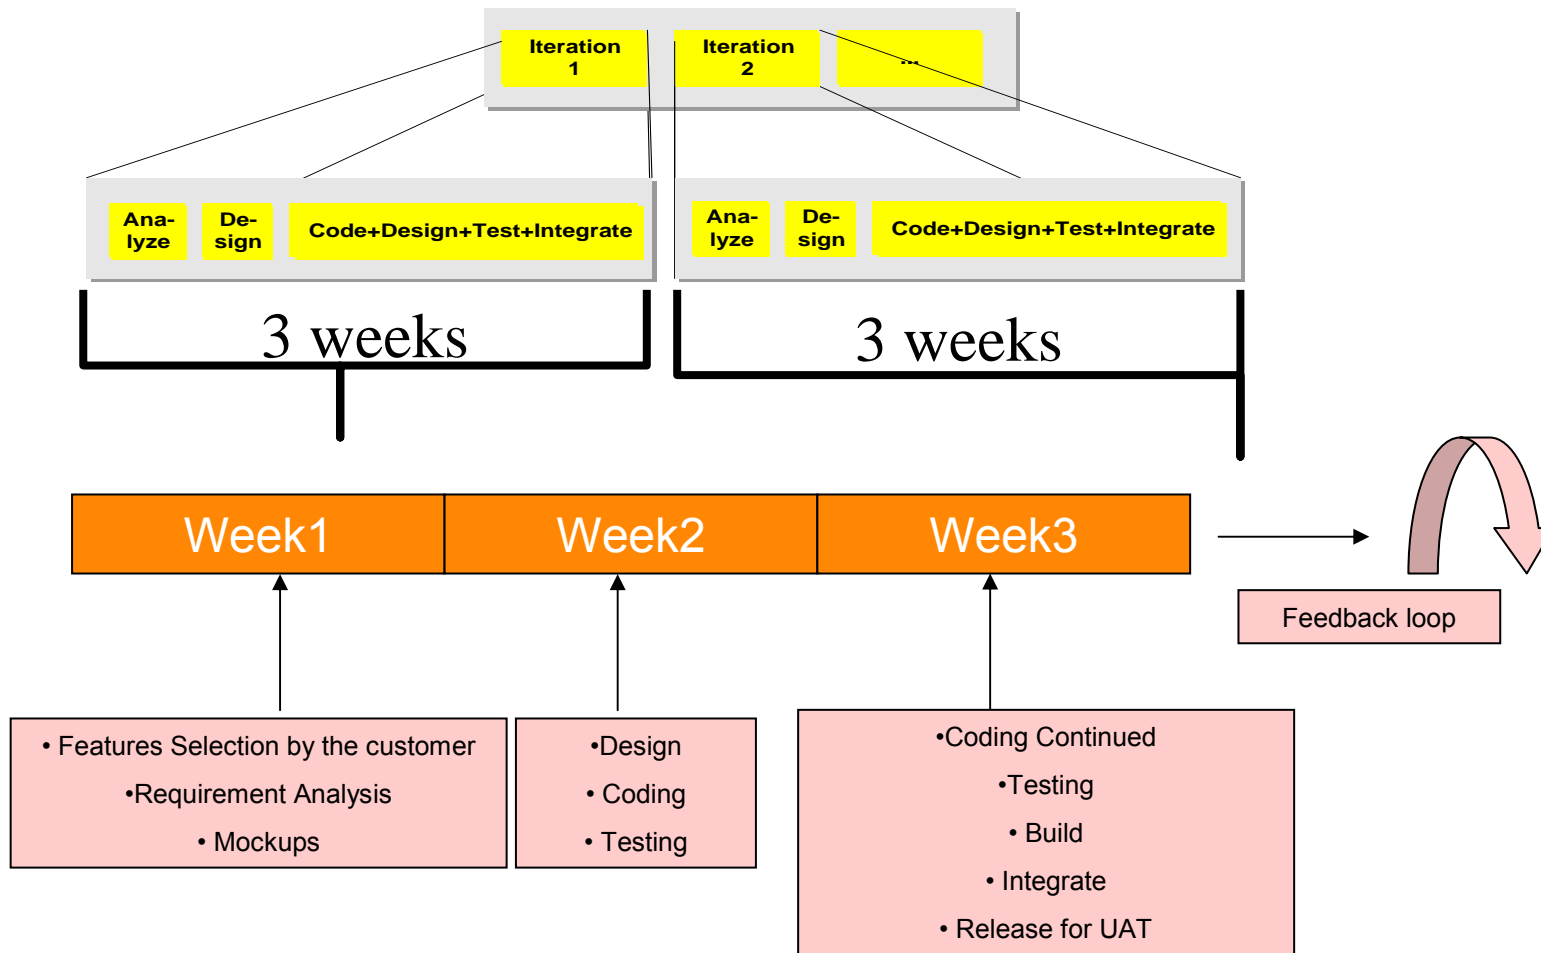 Iteration
1
Iteration
2
...
Ana-
lyze
De-
sign
Code+Design+Test+Integrate
Ana-
lyze
De-
sign
Code+Design+Test+Integrate
3 weeks
3 weeks
Week1
Week2
Week3
Feedback loop
• Features Selection by the customer
•Requirement Analysis
• Mockups
•Design
• Coding
• Testing
•Coding Continued
•Testing
• Build
• Integrate
• Release for UAT